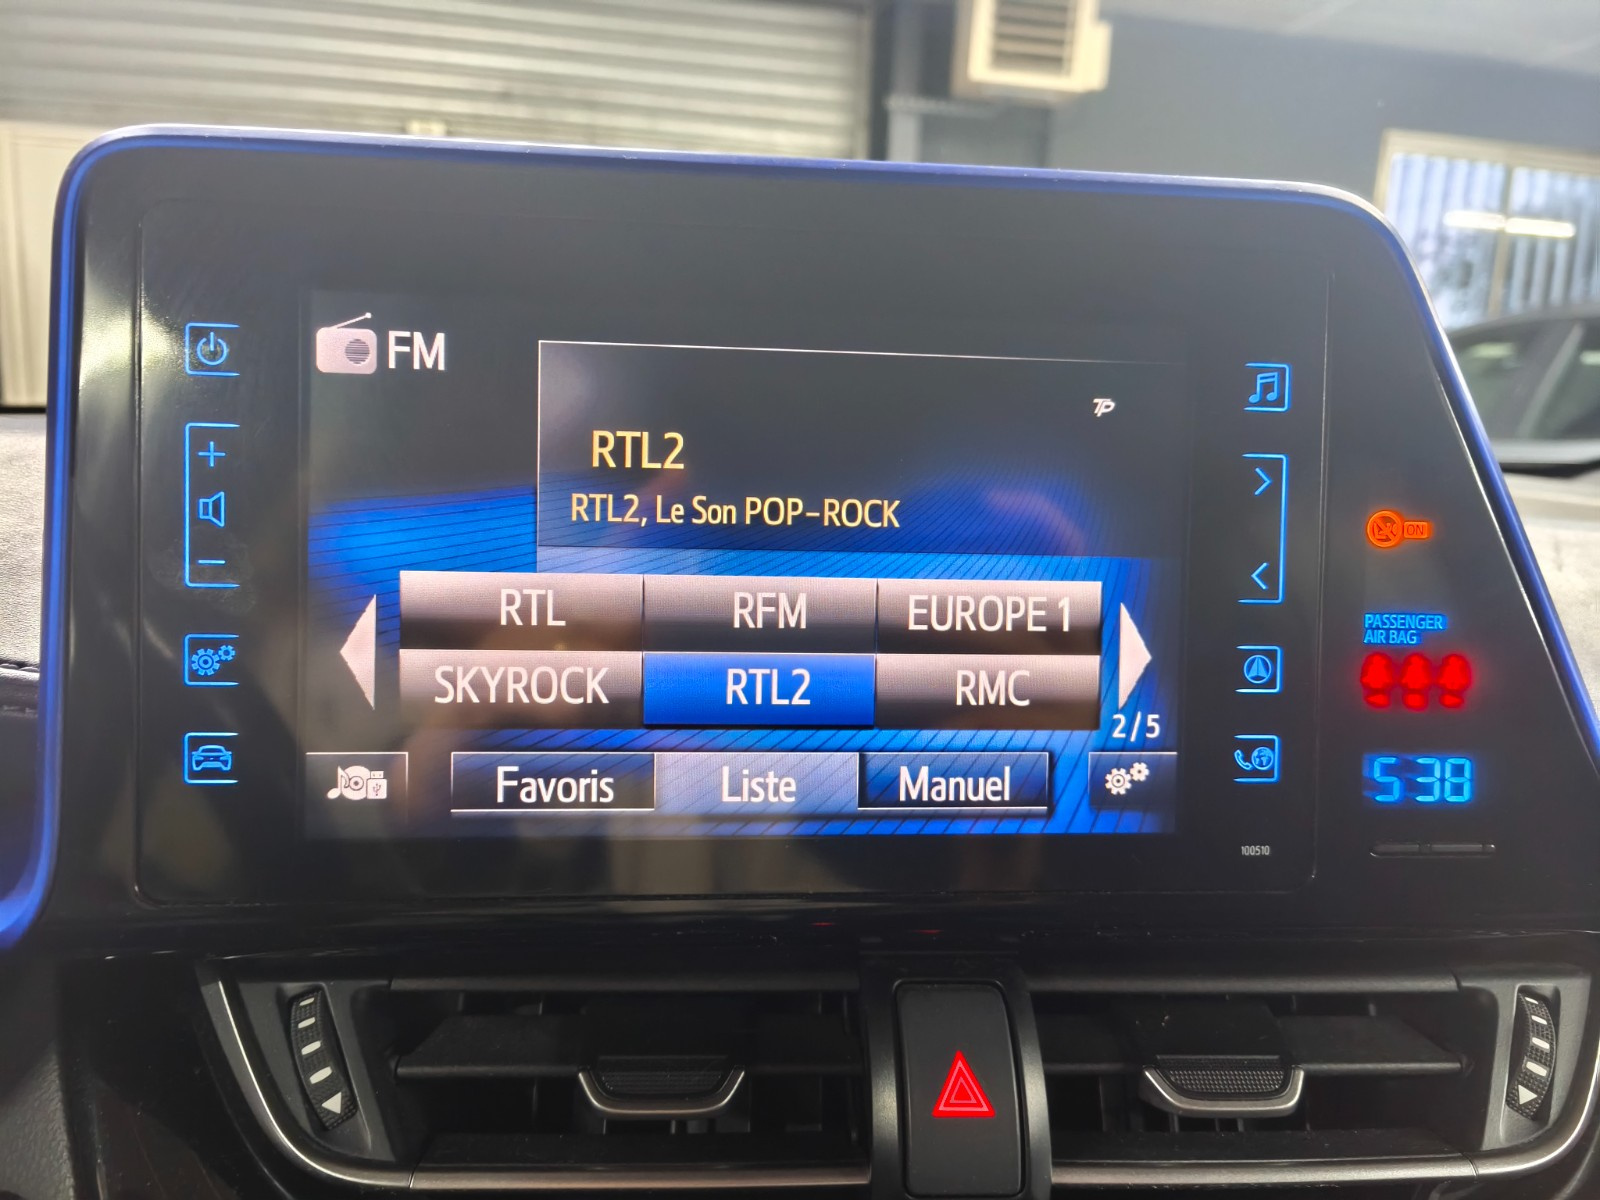 FM
TP
RTL2
RTL2, Le Son POP-ROCK
RTL RFM EUROPE 1
SKYROCK RTL2 RMC
2/5
Favoris Liste Manuel
ON
PASSENGER
AIR BAG
5:38
100510